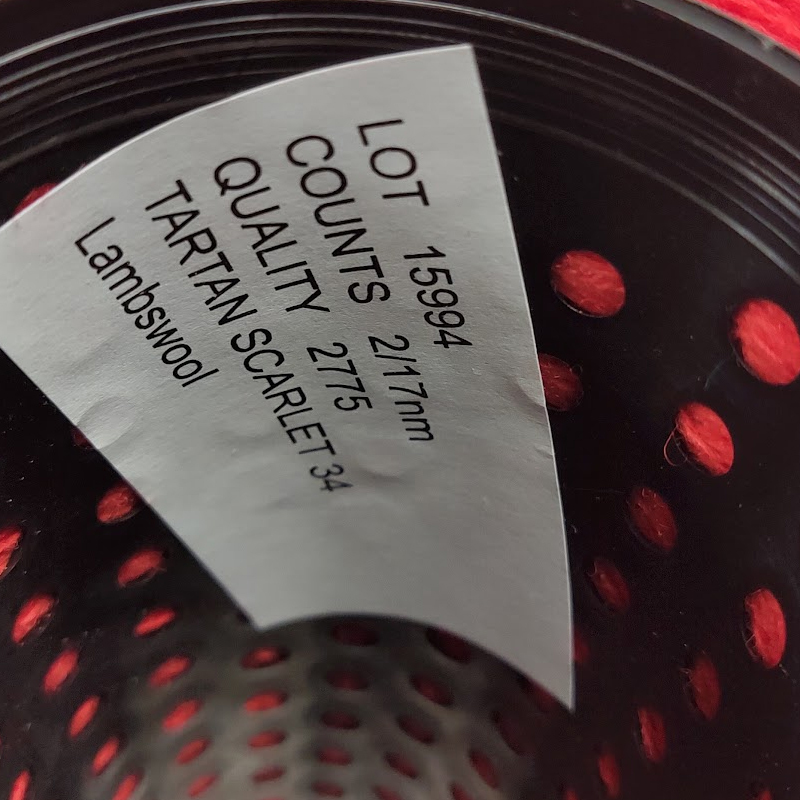 LOT 15994
COUNTS 2/17nm
QUALITY 2775
TARTAN SCARLET 34
Lambswool